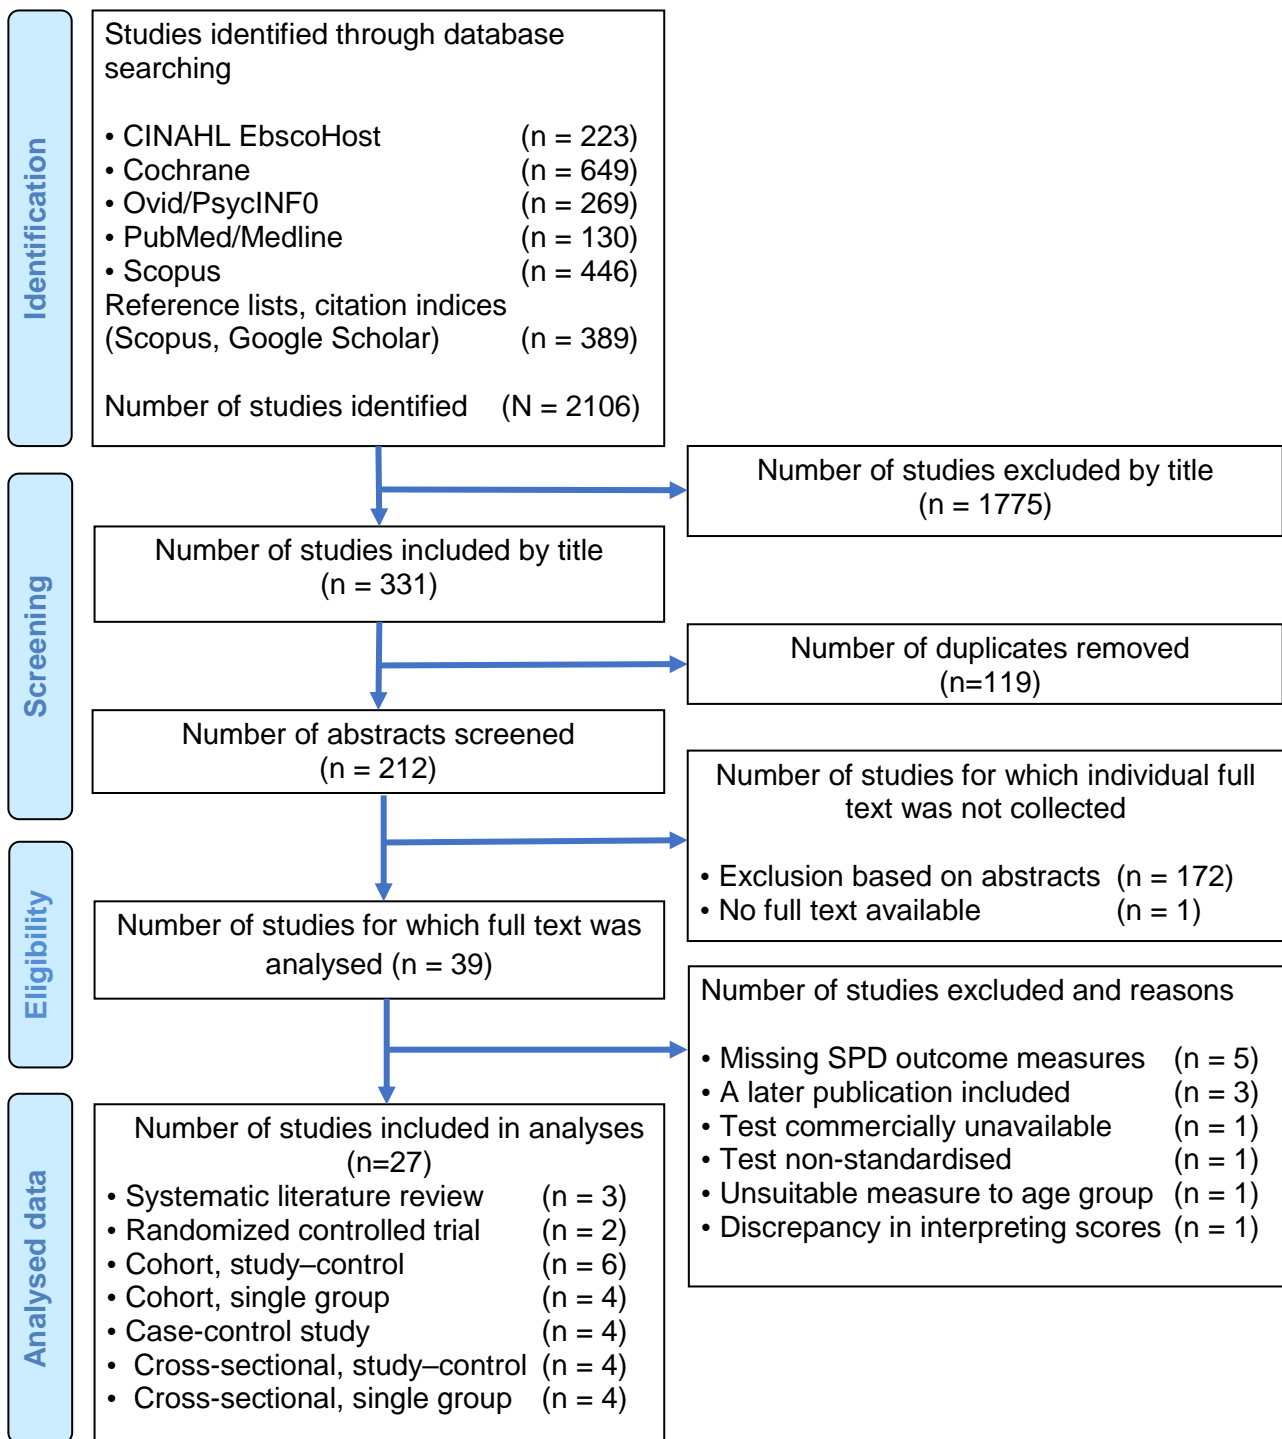 Identification
Studies identified through database
searching
• CINAHL EbscoHost (n = 223)
• Cochrane (n = 649)
• Ovid/PsycINF0 (n = 269)
• PubMed/Medline (n = 130)
• Scopus (n = 446)
Reference lists, citation indices
(Scopus, Google Scholar) (n = 389)
Number of studies identified (N = 2106)
Screening
Number of studies excluded by title
(n = 1775)
Number of studies included by title
(n = 331)
Number of duplicates removed
(n=119)
Number of abstracts screened
(n = 212)
Number of studies for which individual full
text was not collected
• Exclusion based on abstracts (n = 172)
• No full text available (n = 1)
Eligibility
Number of studies for which full text was
analysed (n = 39)
Number of studies excluded and reasons
• Missing SPD outcome measures (n = 5)
• A later publication included (n = 3)
• Test commercially unavailable (n = 1)
• Test non-standardised (n = 1)
• Unsuitable measure to age group (n = 1)
• Discrepancy in interpreting scores (n = 1)
Analysed data
Number of studies included in analyses
(n=27)
• Systematic literature review (n = 3)
• Randomized controlled trial (n = 2)
• Cohort, study–control (n = 6)
• Cohort, single group (n = 4)
• Case-control study (n = 4)
• Cross-sectional, study–control (n = 4)
• Cross-sectional, single group (n = 4)